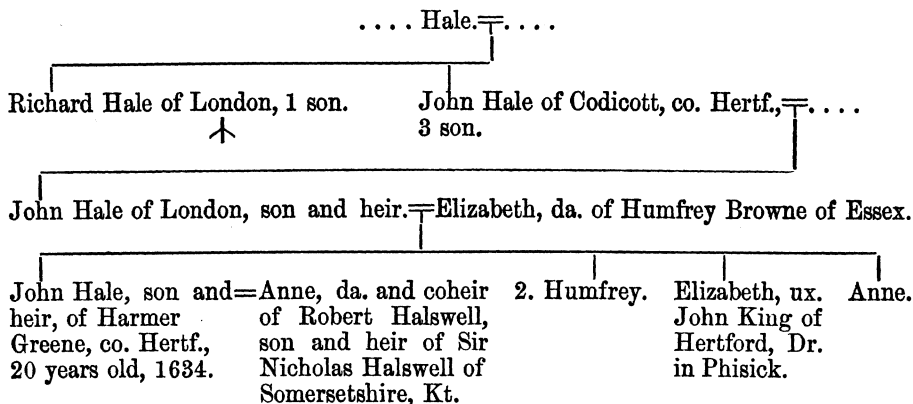 .... Hale.=....
Richard Hale of London, 1 son.
John Hale of Codicott, co. Hertf.,=....
3 son.
John Hale of London, son and heir.=Elizabeth, da. of Humfrey Browne of Essex.
John Hale, son and=
heir, of Harmer
Greene, co. Hertf.,
20 years old, 1634.
Anne, da. and coheir
of Robert Halswell,
son and heir of Sir
Nicholas Halswell of
Somersetshire, Kt.
2. Humfrey.
Elizabeth, ux.
John King of
Hertford, Dr.
in Phisick.
Anne.